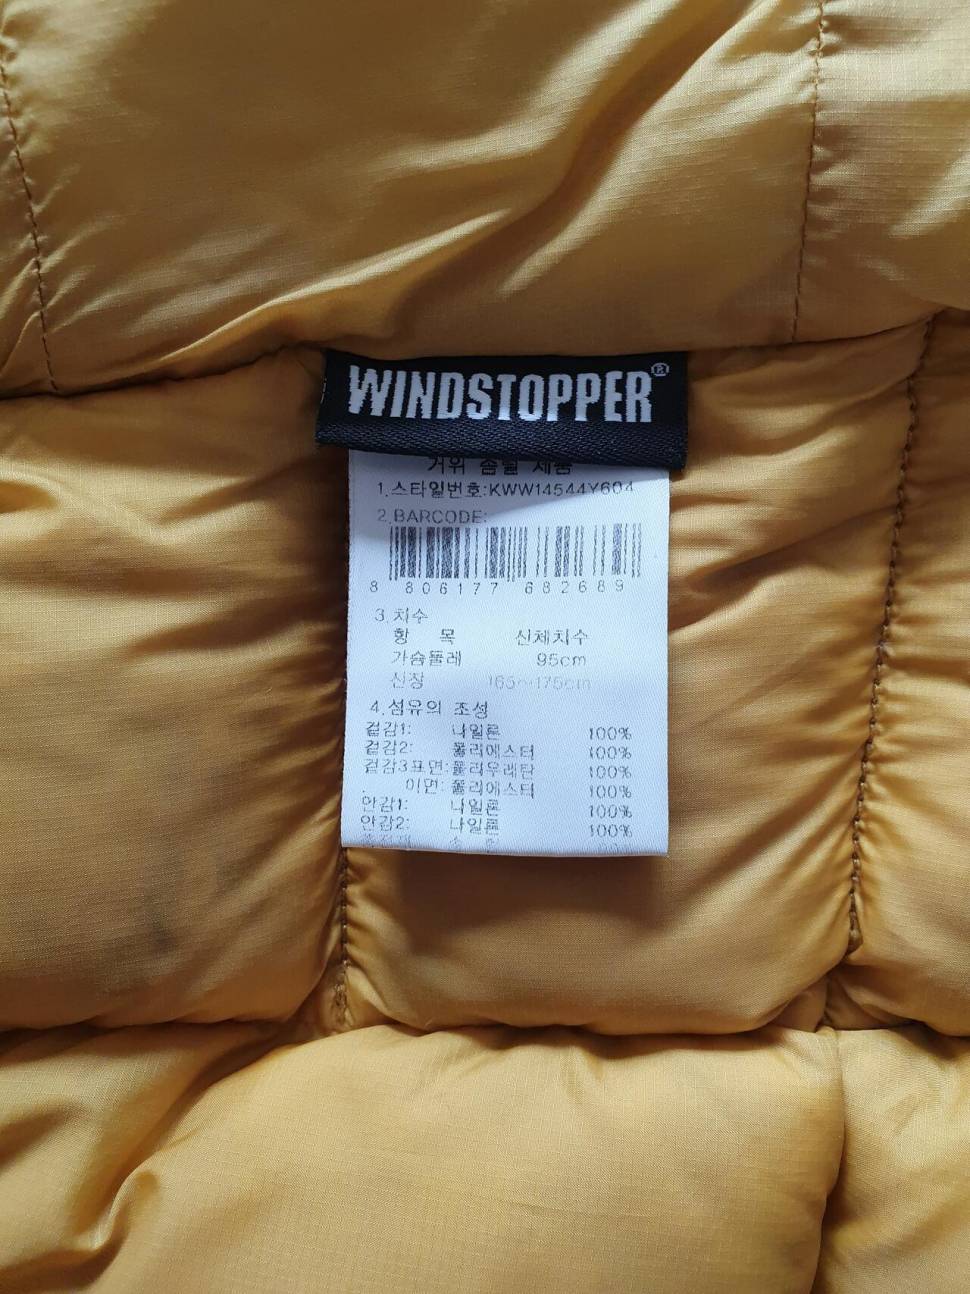 WINDSTOPPER®
거위 솜털 제품
1.스타일번호:KWW14544Y604
2.BARCODE:
8 806177 682689
3.치수
항 목 신체치수
가슴둘레 95cm
신장 165~175cm
4.섬유의 조성
겉감1: 나일론 100%
겉감2: 폴리에스터 100%
겉감3표면:폴리우레탄 100%
이면:폴리에스터 100%
안감1: 나일론 100%
안감2: 나일론 100%